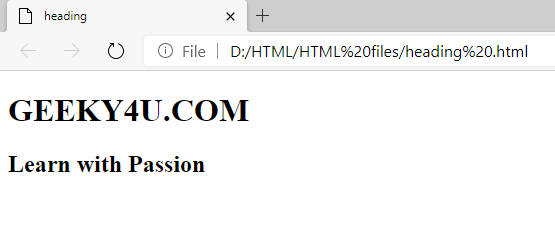 heading
File
D:/HTML/HTML%20files/heading%20.html
GEEKY4U.COM
Learn with Passion